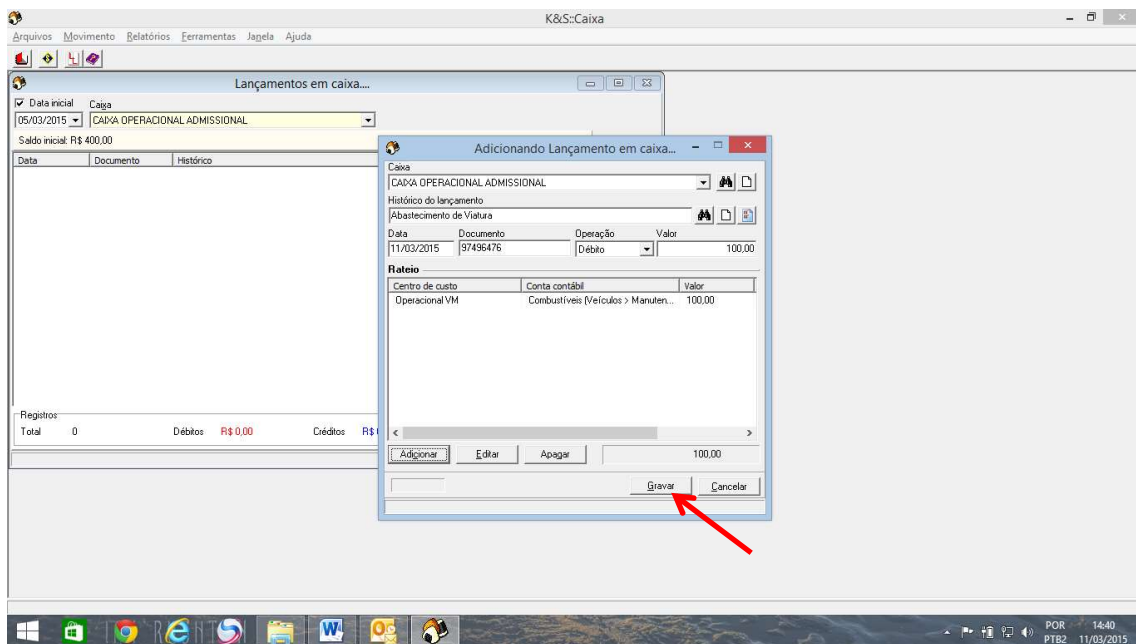 K&S::Caixa
Arquivos Movimento Relatórios Ferramentas Janela Ajuda
Lançamentos em caixa....
Data inicial Caixa
05/03/2015 CAIXA OPERACIONAL ADMISSIONAL
Saldo inicial: R$ 400,00
Data Documento Histórico
Registros
Total 0 Débitos R$ 0,00 Créditos R$
Adicionando Lançamento em caixa...
Caixa
CAIXA OPERACIONAL ADMISSIONAL
Histórico do lançamento
Abastecimento de Viatura
Data Documento Operação Valor
11/03/2015 97496476 Débito 100,00
Rateio
Centro de custo Conta contábil Valor
Operacional VM Combustíveis (Veículos > Manuten... 100,00
Adicionar Editar Apagar 100,00
Gravar Cancelar
POR 14:40
PTB2 11/03/2015